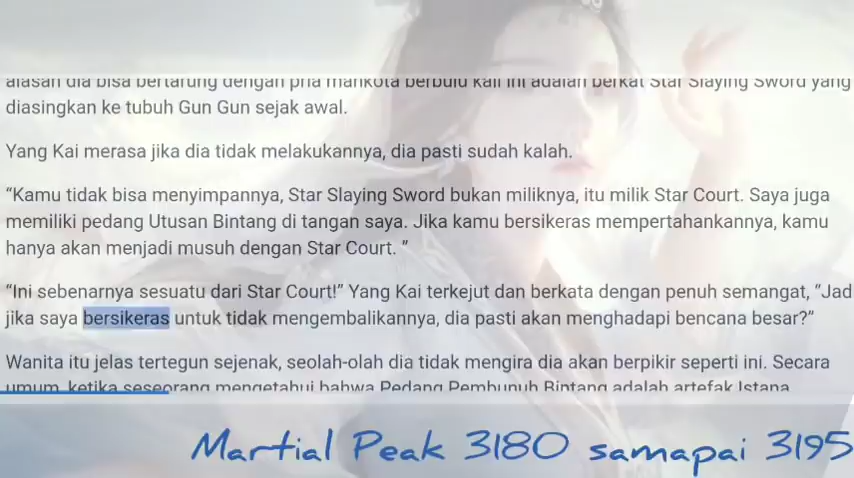 alasan dia bisa bertarung dengan pria mahkota berbulu kali ini adalah berkat Star Slaying Sword yang
diasingkan ke tubuh Gun Gun sejak awal.
Yang Kai merasa jika dia tidak melakukannya, dia pasti sudah kalah.
“Kamu tidak bisa menyimpannya, Star Slaying Sword bukan miliknya, itu milik Star Court. Saya juga
memiliki pedang Utusan Bintang di tangan saya. Jika kamu bersikeras mempertahankannya, kamu
hanya akan menjadi musuh dengan Star Court. ”
“Ini sebenarnya sesuatu dari Star Court!” Yang Kai terkejut dan berkata dengan penuh semangat, “Jad
jika saya bersikeras untuk tidak mengembalikannya, dia pasti akan menghadapi bencana besar?”
Wanita itu jelas tertegun sejenak, seolah-olah dia tidak mengira dia akan berpikir seperti ini. Secara
umum, ketika seseorang mengetahui bahwa Pedang Pembunuh Bintang adalah artefak Istana
Martial Peak 3180 samapai 3195